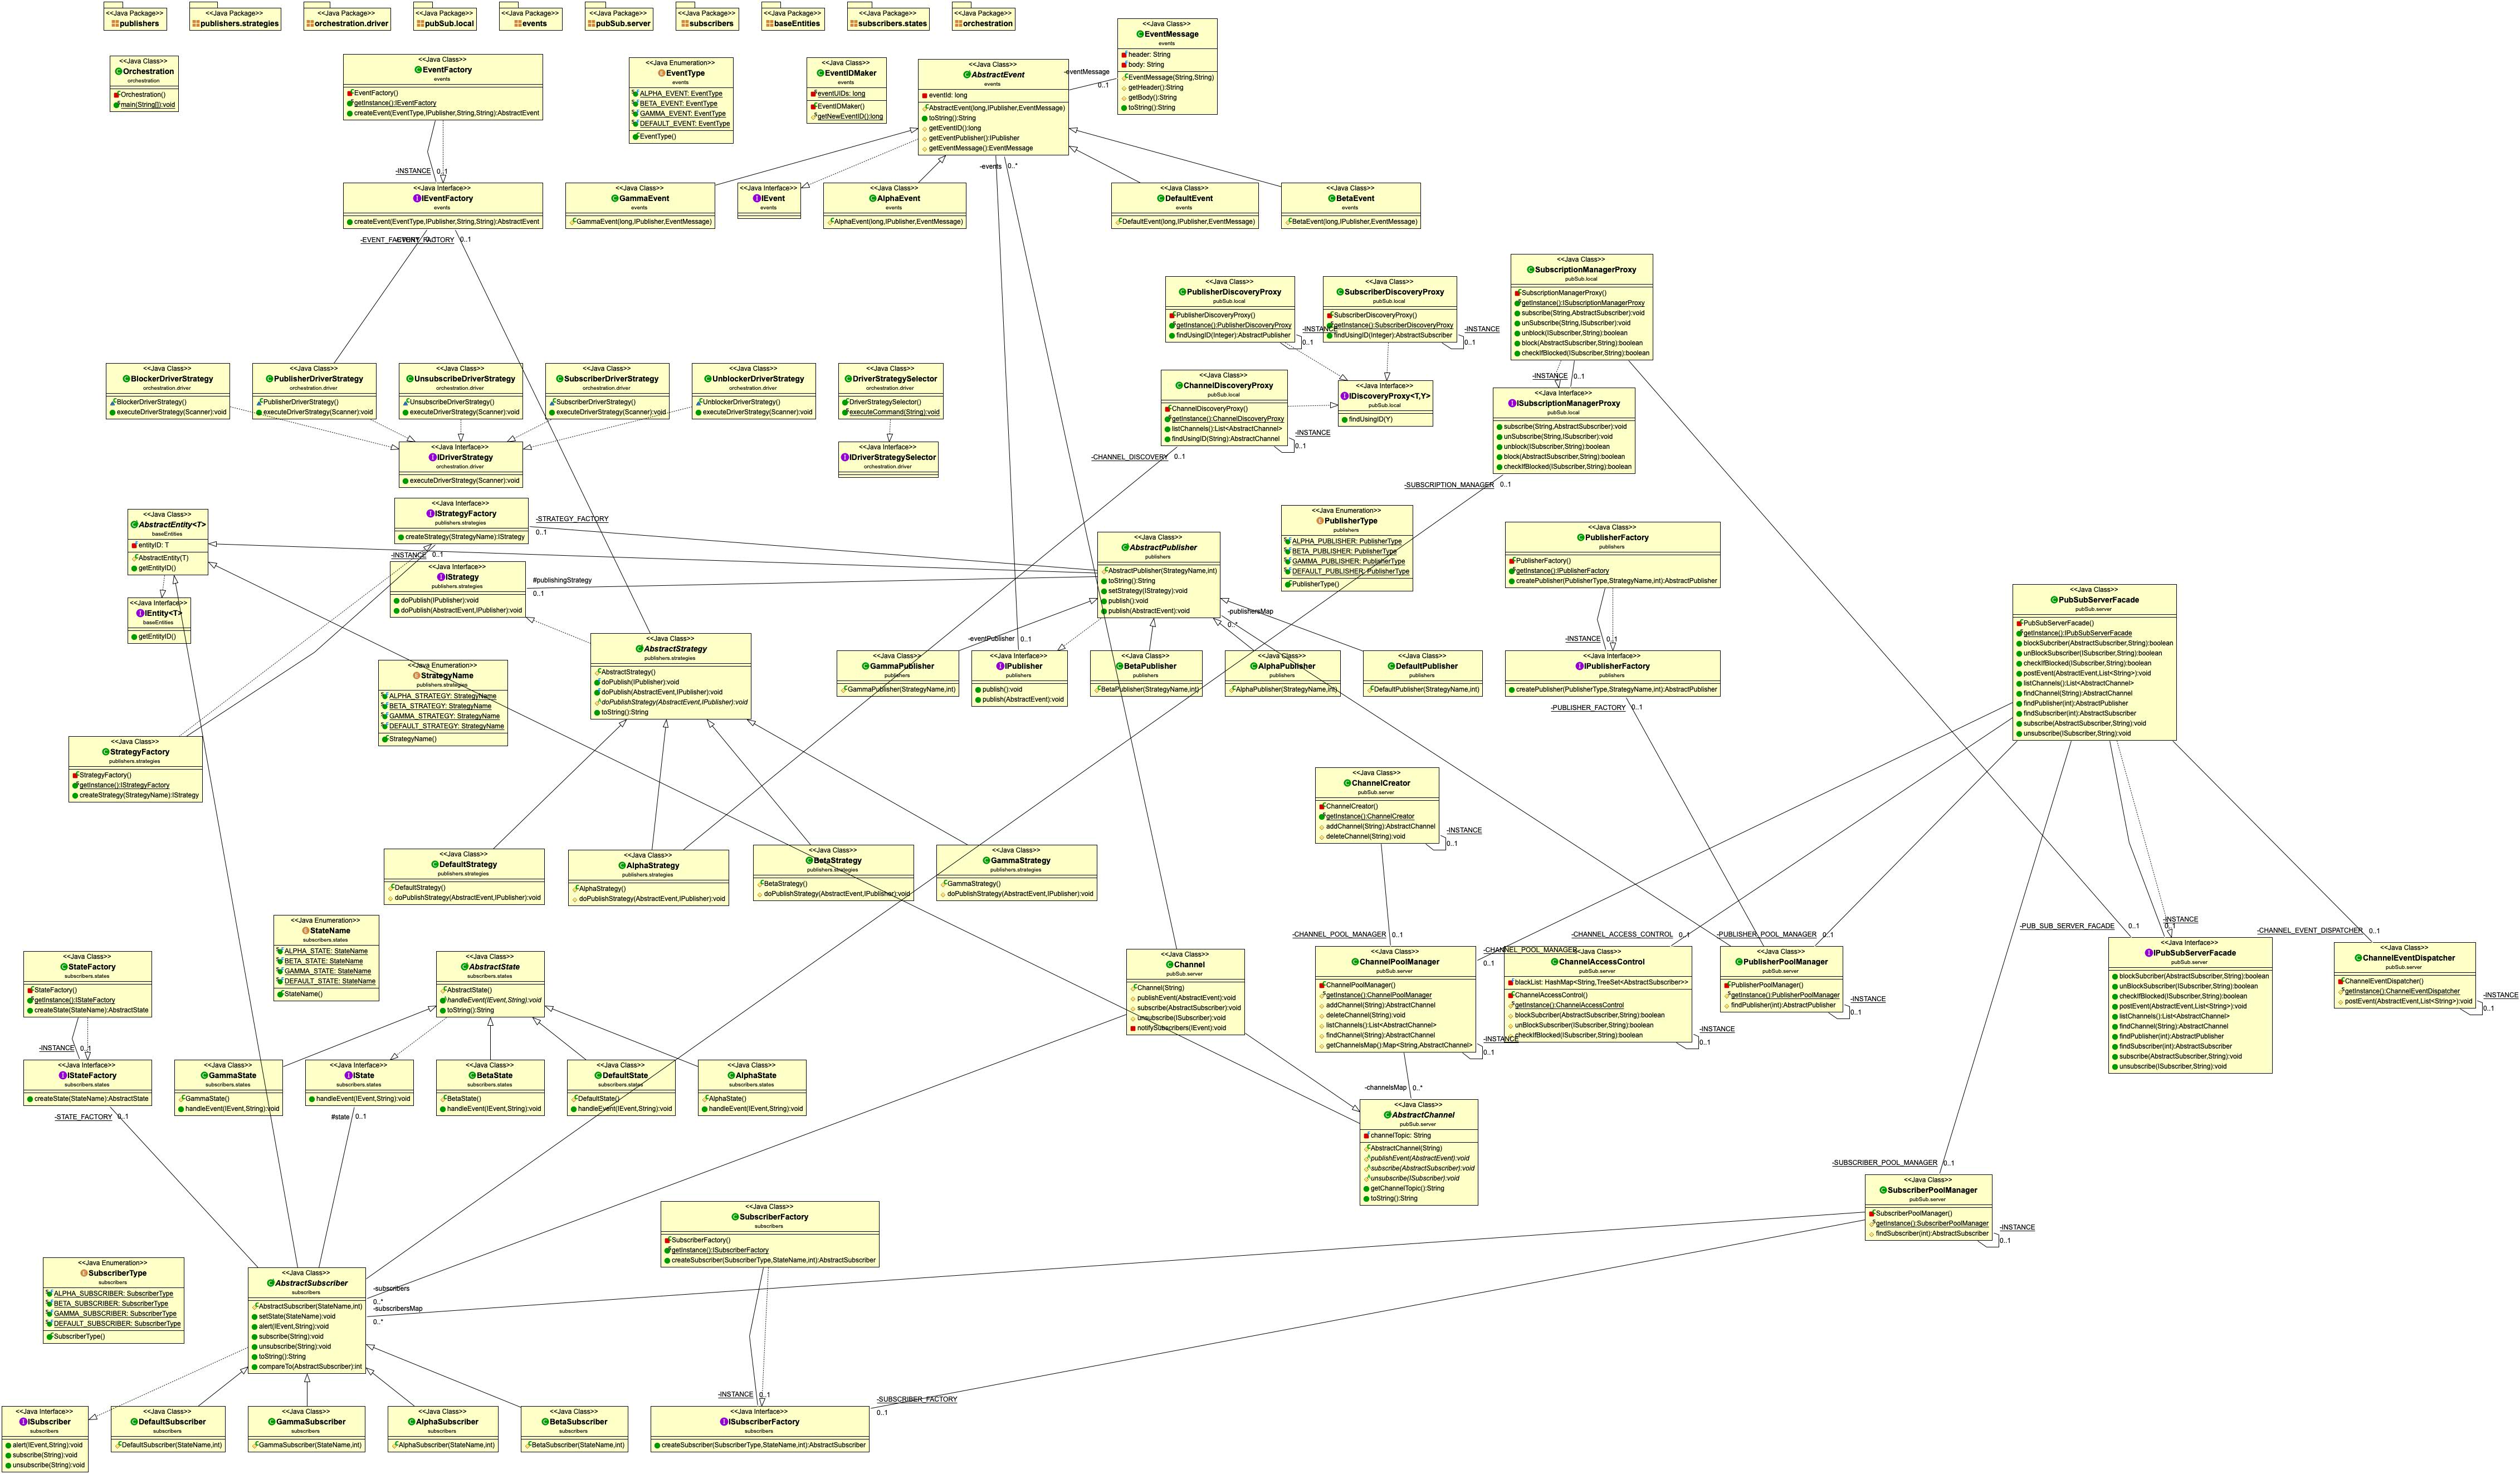 <<Java Package>>
publishers
<<Java Package>>
publishers.strategies
<<Java Package>>
orchestration.driver
<<Java Package>>
pubSub.local
<<Java Package>>
events
<<Java Package>>
pubSub.server
<<Java Package>>
subscribers
<<Java Package>>
baseEntities
<<Java Package>>
subscribers.states
<<Java Package>>
orchestration
<<Java Class>>
Orchestration
orchestration
Orchestration()
main(String[]):void
<<Java Class>>
EventFactory
events
EventFactory()
getInstance():IEventFactory
createEvent(EventType,IPublisher,String,String):AbstractEvent
<<Java Enumeration>>
EventType
events
ALPHA_EVENT: EventType
BETA_EVENT: EventType
GAMMA_EVENT: EventType
DEFAULT_EVENT: EventType
EventType()
<<Java Class>>
EventIDMaker
events
eventUIDs: long
EventIDMaker()
getNewEventID():long
<<Java Class>>
AbstractEvent
events
eventId: long
AbstractEvent(long,IPublisher,EventMessage)
toString():String
getEventID():long
getEventPublisher():IPublisher
getEventMessage():EventMessage
-eventMessage
0..1
<<Java Class>>
EventMessage
events
header: String
body: String
EventMessage(String,String)
getHeader():String
getBody():String
toString():String
-INSTANCE
0..1
-events
0..*
<<Java Interface>>
IEventFactory
events
createEvent(EventType,IPublisher,String,String):AbstractEvent
<<Java Class>>
GammaEvent
events
GammaEvent(long,IPublisher,EventMessage)
<<Java Interface>>
IEvent
events
<<Java Class>>
AlphaEvent
events
AlphaEvent(long,IPublisher,EventMessage)
<<Java Class>>
DefaultEvent
events
DefaultEvent(long,IPublisher,EventMessage)
<<Java Class>>
BetaEvent
events
BetaEvent(long,IPublisher,EventMessage)
-EVENT_FACTORY
0..1
-EVENT_FACTORY
0..1
<<Java Class>>
PublisherDiscoveryProxy
pubSub.local
PublisherDiscoveryProxy()
getInstance():PublisherDiscoveryProxy
findUsingID(Integer):AbstractPublisher
-INSTANCE
0..1
<<Java Class>>
SubscriberDiscoveryProxy
pubSub.local
SubscriberDiscoveryProxy()
getInstance():SubscriberDiscoveryProxy
findUsingID(Integer):AbstractSubscriber
-INSTANCE
0..1
<<Java Class>>
SubscriptionManagerProxy
pubSub.local
SubscriptionManagerProxy()
getInstance():ISubscriptionManagerProxy
subscribe(String,AbstractSubscriber):void
unSubscribe(String,ISubscriber):void
unblock(ISubscriber,String):boolean
block(AbstractSubscriber,String):boolean
checkIfBlocked(ISubscriber,String):boolean
-INSTANCE
0..1
<<Java Class>>
BlockerDriverStrategy
orchestration.driver
BlockerDriverStrategy()
executeDriverStrategy(Scanner):void
<<Java Class>>
PublisherDriverStrategy
orchestration.driver
PublisherDriverStrategy()
executeDriverStrategy(Scanner):void
<<Java Class>>
UnsubscribeDriverStrategy
orchestration.driver
UnsubscribeDriverStrategy()
executeDriverStrategy(Scanner):void
<<Java Class>>
SubscriberDriverStrategy
orchestration.driver
SubscriberDriverStrategy()
executeDriverStrategy(Scanner):void
<<Java Class>>
UnblockerDriverStrategy
orchestration.driver
UnblockerDriverStrategy()
executeDriverStrategy(Scanner):void
<<Java Class>>
DriverStrategySelector
orchestration.driver
DriverStrategySelector()
executeCommand(String):void
<<Java Class>>
ChannelDiscoveryProxy
pubSub.local
ChannelDiscoveryProxy()
getInstance():ChannelDiscoveryProxy
listChannels():List<AbstractChannel>
findUsingID(String):AbstractChannel
-INSTANCE
0..1
<<Java Interface>>
IDiscoveryProxy<T,Y>
pubSub.local
findUsingID(Y)
<<Java Interface>>
ISubscriptionManagerProxy
pubSub.local
subscribe(String,AbstractSubscriber):void
unSubscribe(String,ISubscriber):void
unblock(ISubscriber,String):boolean
block(AbstractSubscriber,String):boolean
checkIfBlocked(ISubscriber,String):boolean
<<Java Interface>>
IDriverStrategy
orchestration.driver
executeDriverStrategy(Scanner):void
<<Java Interface>>
IDriverStrategySelector
orchestration.driver
-CHANNEL_DISCOVERY
0..1
-SUBSCRIPTION_MANAGER
0..1
<<Java Class>>
AbstractEntity<T>
baseEntities
entityID: T
AbstractEntity(T)
getEntityID()
<<Java Interface>>
IStrategyFactory
publishers.strategies
createStrategy(StrategyName):IStrategy
-STRATEGY_FACTORY
0..1
-INSTANCE
0..1
<<Java Interface>>
IStrategy
publishers.strategies
doPublish(IPublisher):void
doPublish(AbstractEvent,IPublisher):void
#publishingStrategy
0..1
<<Java Class>>
AbstractPublisher
publishers
AbstractPublisher(StrategyName,int)
toString():String
setStrategy(IStrategy):void
publish():void
publish(AbstractEvent):void
-publishersMap
0..*
<<Java Enumeration>>
PublisherType
publishers
ALPHA_PUBLISHER: PublisherType
BETA_PUBLISHER: PublisherType
GAMMA_PUBLISHER: PublisherType
DEFAULT_PUBLISHER: PublisherType
PublisherType()
<<Java Class>>
PublisherFactory
publishers
PublisherFactory()
getInstance():IPublisherFactory
createPublisher(PublisherType,StrategyName,int):AbstractPublisher
-INSTANCE
0..1
<<Java Interface>>
IEntity<T>
baseEntities
getEntityID()
<<Java Class>>
PubSubServerFacade
pubSub.server
PubSubServerFacade()
getInstance():IPubSubServerFacade
blockSubcriber(AbstractSubscriber,String):boolean
unBlockSubscriber(ISubscriber,String):boolean
checkIfBlocked(ISubscriber,String):boolean
postEvent(AbstractEvent,List<String>):void
listChannels():List<AbstractChannel>
findChannel(String):AbstractChannel
findPublisher(int):AbstractPublisher
findSubscriber(int):AbstractSubscriber
subscribe(AbstractSubscriber,String):void
unsubscribe(ISubscriber,String):void
<<Java Class>>
AbstractStrategy
publishers.strategies
AbstractStrategy()
doPublish(IPublisher):void
doPublish(AbstractEvent,IPublisher):void
doPublishStrategy(AbstractEvent,IPublisher):void
toString():String
-eventPublisher
0..1
<<Java Class>>
GammaPublisher
publishers
GammaPublisher(StrategyName,int)
<<Java Interface>>
IPublisher
publishers
publish():void
publish(AbstractEvent):void
<<Java Class>>
BetaPublisher
publishers
BetaPublisher(StrategyName,int)
<<Java Class>>
AlphaPublisher
publishers
AlphaPublisher(StrategyName,int)
<<Java Class>>
DefaultPublisher
publishers
DefaultPublisher(StrategyName,int)
<<Java Interface>>
IPublisherFactory
publishers
createPublisher(PublisherType,StrategyName,int):AbstractPublisher
-PUBLISHER_FACTORY
0..1
<<Java Enumeration>>
StrategyName
publishers.strategies
ALPHA_STRATEGY: StrategyName
BETA_STRATEGY: StrategyName
GAMMA_STRATEGY: StrategyName
DEFAULT_STRATEGY: StrategyName
StrategyName()
<<Java Class>>
StrategyFactory
publishers.strategies
StrategyFactory()
getInstance():IStrategyFactory
createStrategy(StrategyName):IStrategy
<<Java Class>>
ChannelCreator
pubSub.server
ChannelCreator()
getInstance():ChannelCreator
addChannel(String):AbstractChannel
deleteChannel(String):void
-INSTANCE
0..1
<<Java Class>>
DefaultStrategy
publishers.strategies
DefaultStrategy()
doPublishStrategy(AbstractEvent,IPublisher):void
<<Java Class>>
AlphaStrategy
publishers.strategies
AlphaStrategy()
doPublishStrategy(AbstractEvent,IPublisher):void
<<Java Class>>
BetaStrategy
publishers.strategies
BetaStrategy()
doPublishStrategy(AbstractEvent,IPublisher):void
<<Java Class>>
GammaStrategy
publishers.strategies
GammaStrategy()
doPublishStrategy(AbstractEvent,IPublisher):void
<<Java Enumeration>>
StateName
subscribers.states
ALPHA_STATE: StateName
BETA_STATE: StateName
GAMMA_STATE: StateName
DEFAULT_STATE: StateName
StateName()
-CHANNEL_POOL_MANAGER
0..1
-CHANNEL_POOL_MANAGER
0..1
-CHANNEL_ACCESS_CONTROL
0..1
-PUBLISHER_POOL_MANAGER
0..1
-PUB_SUB_SERVER_FACADE
0..1
-INSTANCE
0..1
-CHANNEL_EVENT_DISPATCHER
0..1
<<Java Class>>
StateFactory
subscribers.states
StateFactory()
getInstance():IStateFactory
createState(StateName):AbstractState
-INSTANCE
0..1
<<Java Class>>
AbstractState
subscribers.states
AbstractState()
handleEvent(IEvent,String):void
toString():String
<<Java Class>>
Channel
pubSub.server
Channel(String)
publishEvent(AbstractEvent):void
subscribe(AbstractSubscriber):void
unsubscribe(ISubscriber):void
notifySubscribers(IEvent):void
<<Java Class>>
ChannelPoolManager
pubSub.server
ChannelPoolManager()
getInstance():ChannelPoolManager
addChannel(String):AbstractChannel
deleteChannel(String):void
listChannels():List<AbstractChannel>
findChannel(String):AbstractChannel
getChannelsMap():Map<String,AbstractChannel>
-INSTANCE
0..1
<<Java Class>>
ChannelAccessControl
pubSub.server
blackList: HashMap<String,TreeSet<AbstractSubscriber>>
ChannelAccessControl()
getInstance():ChannelAccessControl
blockSubcriber(AbstractSubscriber,String):boolean
unBlockSubscriber(ISubscriber,String):boolean
checkIfBlocked(ISubscriber,String):boolean
-INSTANCE
0..1
<<Java Class>>
PublisherPoolManager
pubSub.server
PublisherPoolManager()
getInstance():PublisherPoolManager
findPublisher(int):AbstractPublisher
-INSTANCE
0..1
<<Java Interface>>
IPubSubServerFacade
pubSub.server
blockSubcriber(AbstractSubscriber,String):boolean
unBlockSubscriber(ISubscriber,String):boolean
checkIfBlocked(ISubscriber,String):boolean
postEvent(AbstractEvent,List<String>):void
listChannels():List<AbstractChannel>
findChannel(String):AbstractChannel
findPublisher(int):AbstractPublisher
findSubscriber(int):AbstractSubscriber
subscribe(AbstractSubscriber,String):void
unsubscribe(ISubscriber,String):void
<<Java Class>>
ChannelEventDispatcher
pubSub.server
ChannelEventDispatcher()
getInstance():ChannelEventDispatcher
postEvent(AbstractEvent,List<String>):void
-INSTANCE
0..1
<<Java Interface>>
IStateFactory
subscribers.states
createState(StateName):AbstractState
-STATE_FACTORY
0..1
<<Java Class>>
GammaState
subscribers.states
GammaState()
handleEvent(IEvent,String):void
<<Java Interface>>
IState
subscribers.states
handleEvent(IEvent,String):void
#state
0..1
<<Java Class>>
BetaState
subscribers.states
BetaState()
handleEvent(IEvent,String):void
<<Java Class>>
DefaultState
subscribers.states
DefaultState()
handleEvent(IEvent,String):void
<<Java Class>>
AlphaState
subscribers.states
AlphaState()
handleEvent(IEvent,String):void
-channelsMap
0..*
<<Java Class>>
AbstractChannel
pubSub.server
channelTopic: String
AbstractChannel(String)
publishEvent(AbstractEvent):void
subscribe(AbstractSubscriber):void
unsubscribe(ISubscriber):void
getChannelTopic():String
toString():String
-SUBSCRIBER_POOL_MANAGER
0..1
<<Java Class>>
SubscriberPoolManager
pubSub.server
SubscriberPoolManager()
getInstance():SubscriberPoolManager
findSubscriber(int):AbstractSubscriber
-INSTANCE
0..1
<<Java Class>>
SubscriberFactory
subscribers
SubscriberFactory()
getInstance():ISubscriberFactory
createSubscriber(SubscriberType,StateName,int):AbstractSubscriber
<<Java Enumeration>>
SubscriberType
subscribers
ALPHA_SUBSCRIBER: SubscriberType
BETA_SUBSCRIBER: SubscriberType
GAMMA_SUBSCRIBER: SubscriberType
DEFAULT_SUBSCRIBER: SubscriberType
SubscriberType()
<<Java Class>>
AbstractSubscriber
subscribers
AbstractSubscriber(StateName,int)
setState(StateName):void
alert(IEvent,String):void
subscribe(String):void
unsubscribe(String):void
toString():String
compareTo(AbstractSubscriber):int
-subscribers
0..*
-subscribersMap
0..*
-INSTANCE
0..1
-SUBSCRIBER_FACTORY
0..1
<<Java Interface>>
ISubscriber
subscribers
alert(IEvent,String):void
subscribe(String):void
unsubscribe(String):void
<<Java Class>>
DefaultSubscriber
subscribers
DefaultSubscriber(StateName,int)
<<Java Class>>
GammaSubscriber
subscribers
GammaSubscriber(StateName,int)
<<Java Class>>
AlphaSubscriber
subscribers
AlphaSubscriber(StateName,int)
<<Java Class>>
BetaSubscriber
subscribers
BetaSubscriber(StateName,int)
<<Java Interface>>
ISubscriberFactory
subscribers
createSubscriber(SubscriberType,StateName,int):AbstractSubscriber